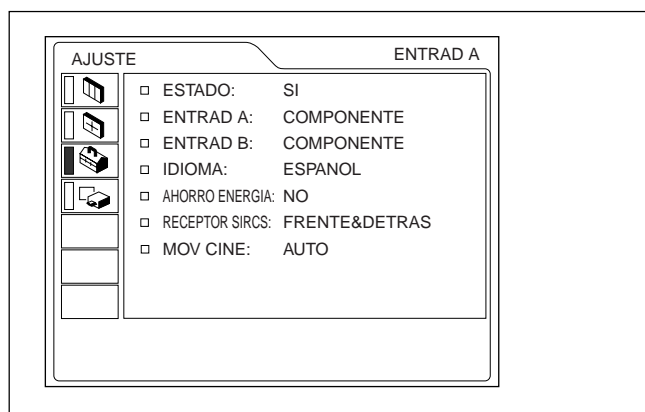 AJUSTE
ENTRAD A
ESTADO: SI
ENTRAD A: COMPONENTE
ENTRAD B: COMPONENTE
IDIOMA: ESPANOL
AHORRO ENERGIA: NO
RECEPTOR SIRCS: FRENTE&DETRAS
MOV CINE: AUTO